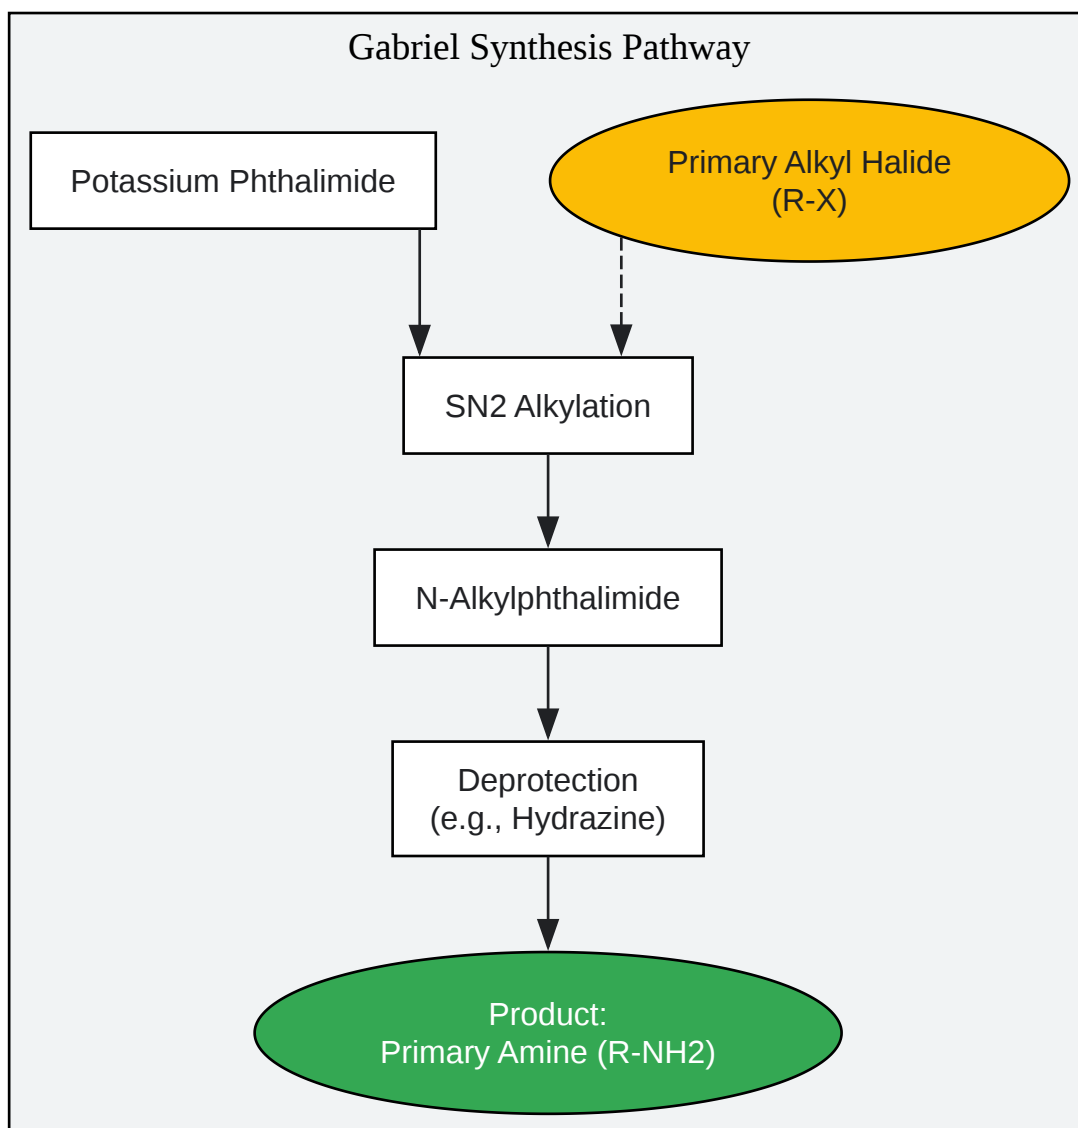 Gabriel Synthesis Pathway
Potassium Phthalimide
Primary Alkyl Halide
(R-X)
SN2 Alkylation
N-Alkylphthalimide
Deprotection
(e.g., Hydrazine)
Product:
Primary Amine (R-NH2)